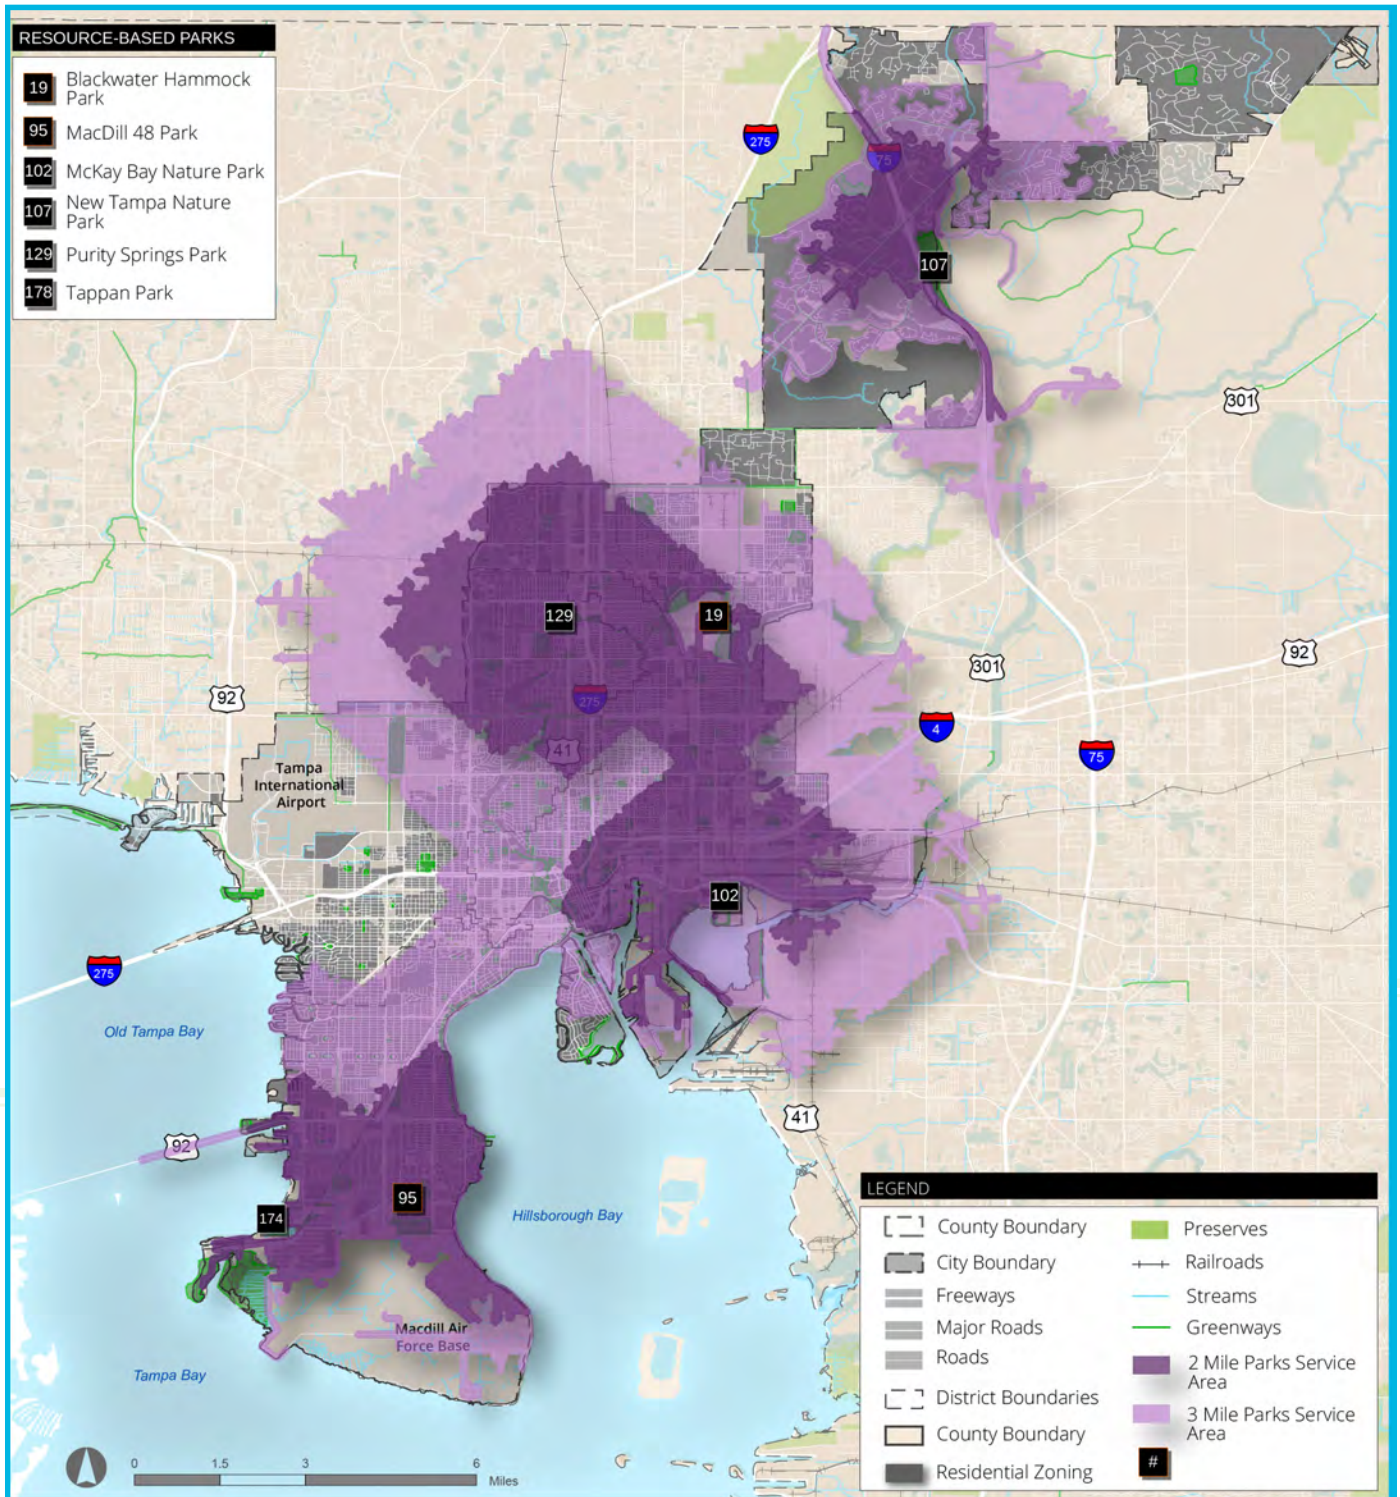 RESOURCE-BASED PARKS
19 Blackwater Hammock
Park
95 MacDill 48 Park
102 McKay Bay Nature Park
107 New Tampa Nature
Park
129 Purity Springs Park
178 Tappan Park
275
75
107
301
129
19
92
301
92
275
4
41
75
Tampa
International
Airport
102
275
Old Tampa Bay
41
92
95
174
Hillsborough Bay
Macdill Air
Force Base
Tampa Bay
0 1.5 3 6
Miles
LEGEND
County Boundary
City Boundary
Freeways
Major Roads
Roads
District Boundaries
County Boundary
Residential Zoning
Preserves
Railroads
Streams
Greenways
2 Mile Parks Service
Area
3 Mile Parks Service
Area
#